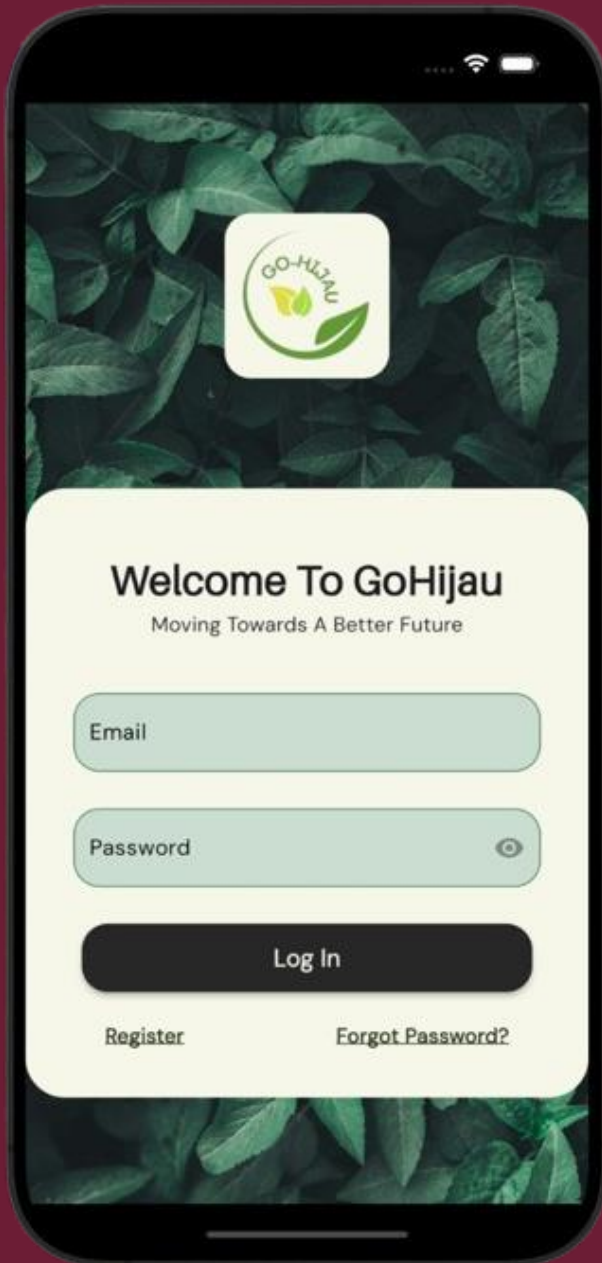 GO-HIJAU
Welcome To GoHijau
Moving Towards A Better Future
Email
Password
Log In
Register
Forgot Password?